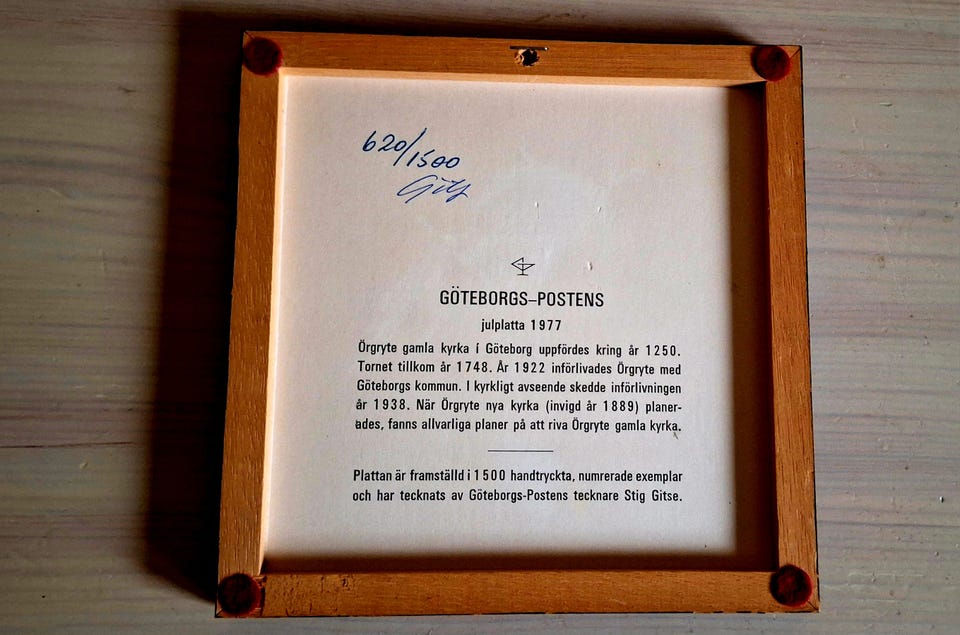 620/1500
Gitse
GÖTEBORGS–POSTENS
julplatta 1977
Örgryte gamla kyrka i Göteborg uppfördes kring år 1250.
Tornet tillkom år 1748. År 1922 införlivades Örgryte med
Göteborgs kommun. I kyrkligt avseende skedde införlivningen
år 1938. När Örgryte nya kyrka (invigd år 1889) planer-
ades, fanns allvarliga planer på att riva Örgryte gamla kyrka.
Plattan är framställd i 1500 handtryckta, numrerade exemplar
och har tecknats av Göteborgs-Postens tecknare Stig Gitse.